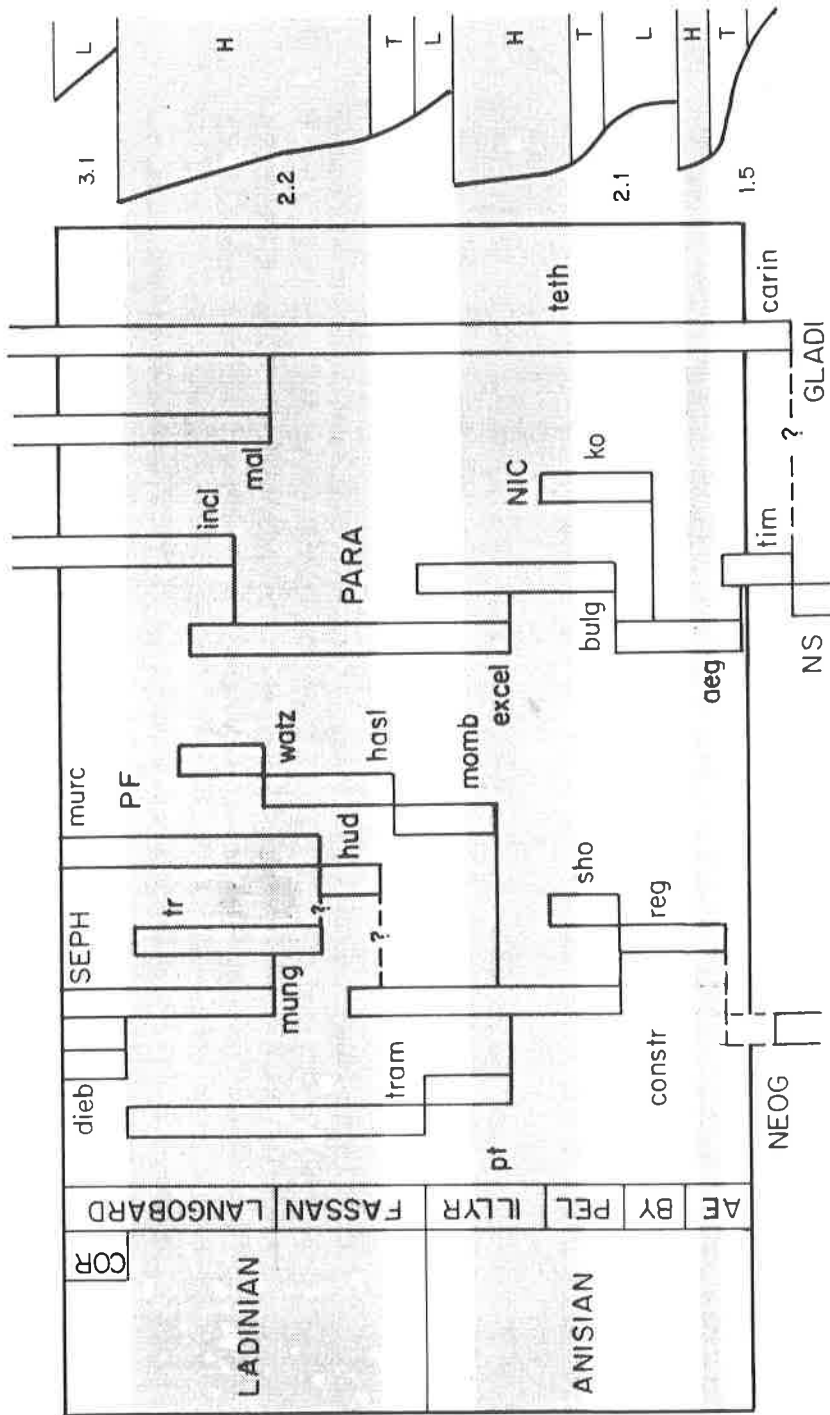 3.1
L
H
2.2
T
L
H
T
2.1
L
H
T
1.5
COR
LANGOBARD
LADINIAN
FASSAN
ILLYR
ANISIAN
PEL
BY
AE
dieb
SEPH
murc
PF
tr
mung
hud
watz
?
?
hasl
tram
momb
pt
sho
reg
constr
NEOG
incl
mal
PARA
excel
NIC
ko
bulg
aeg
tim
NS
teth
carin
?
GLADI